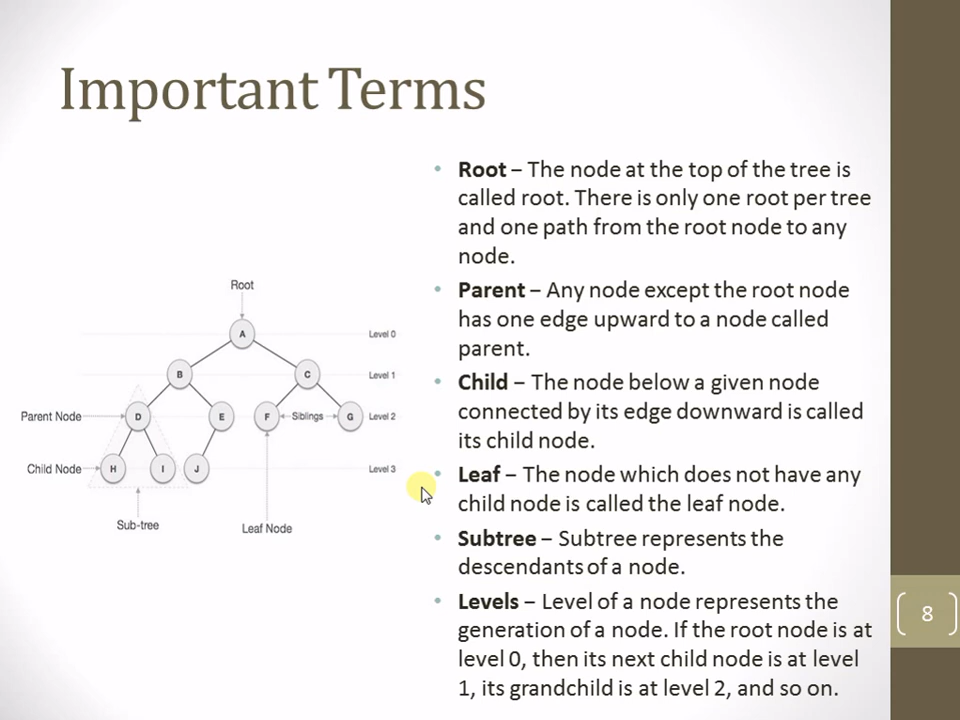 Important Terms
Root
A
Level 0
B
C
Level 1
Parent Node
D
E
F
Siblings
G
Level 2
Child Node
H
I
J
Level 3
Sub-tree
Leaf Node
• Root – The node at the top of the tree is
called root. There is only one root per tree
and one path from the root node to any
node.
• Parent – Any node except the root node
has one edge upward to a node called
parent.
• Child – The node below a given node
connected by its edge downward is called
its child node.
• Leaf – The node which does not have any
child node is called the leaf node.
• Subtree – Subtree represents the
descendants of a node.
• Levels – Level of a node represents the
generation of a node. If the root node is at
level 0, then its next child node is at level
1, its grandchild is at level 2, and so on.
8